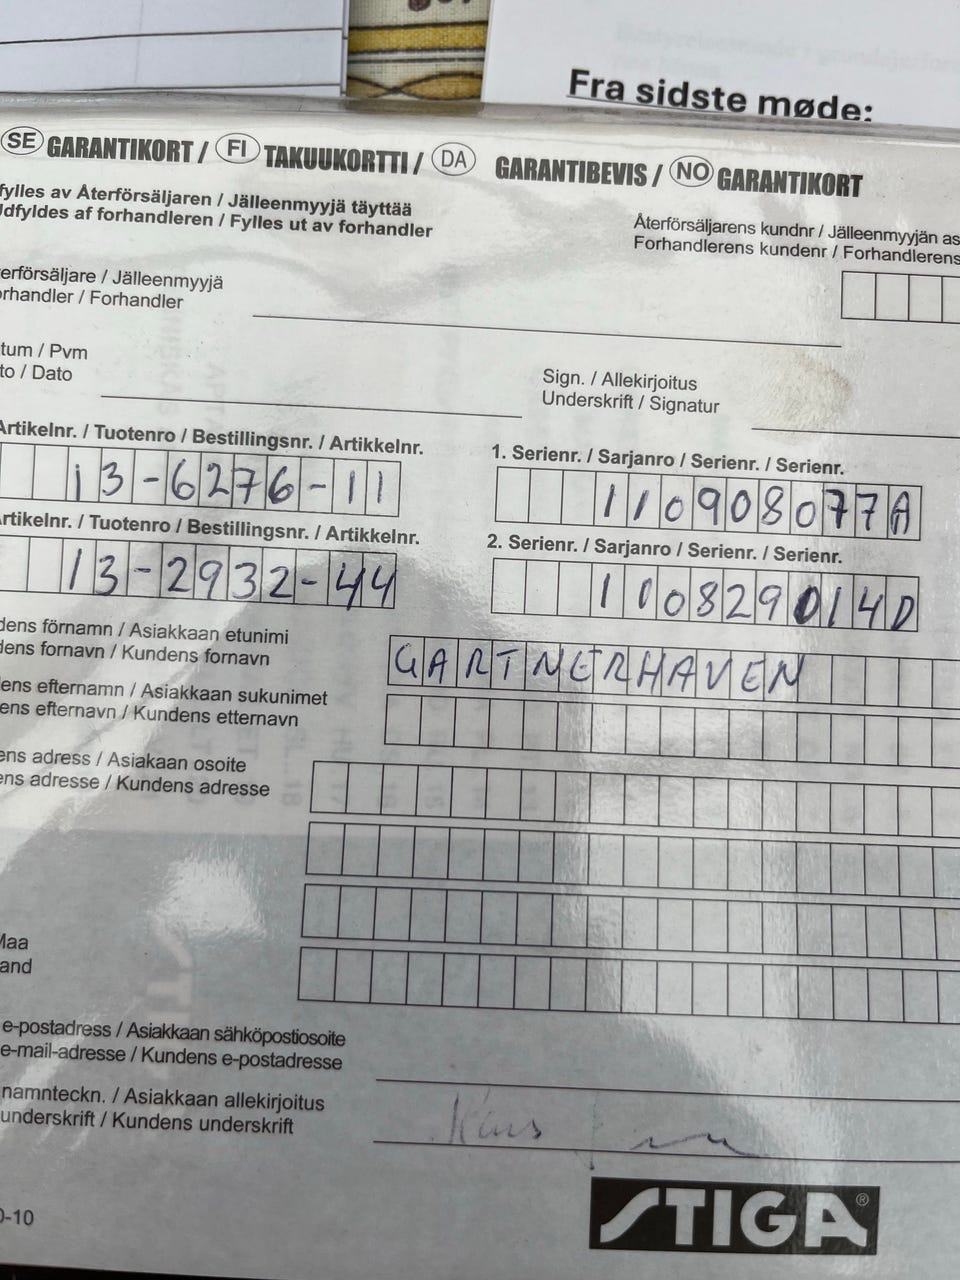 Fra sidste møde:
SE GARANTIKORT / FI TAKUUKORTTI / DA GARANTIBEVIS / NO GARANTIKORT
fylles av Återförsäljaren / Jälleenmyyjä täyttää
Udfyldes af forhandleren / Fylles ut av forhandler
Återförsäljarens kundnr / Jälleenmyyjän as
Forhandlerens kundenr / Forhandlerens
erförsäljare / Jälleenmyyjä
orhandler / Forhandler
tum / Pvm
to / Dato
Sign. / Allekirjoitus
Underskrift / Signatur
Artikelnr. / Tuotenro / Bestillingsnr. / Artikkelnr.
13-6276-11
1. Serienr. / Sarjanro / Serienr. / Serienr.
110908077A
Artikelnr. / Tuotenro / Bestillingsnr. / Artikkelnr.
13-2932-44
2. Serienr. / Sarjanro / Serienr. / Serienr.
110829014D
dens förnamn / Asiakkaan etunimi
dens fornavn / Kundens fornavn
GARTNERHAVEN
ens efternamn / Asiakkaan sukunimet
ens efternavn / Kundens etternavn
ens adress / Asiakaan osoite
ens adresse / Kundens adresse
Maa
and
e-postadress / Asiakkaan sähköpostiosoite
e-mail-adresse / Kundens e-postadresse
namnteckn. / Asiakkaan allekirjoitus
underskrift / Kundens underskrift
STIGA®
0-10